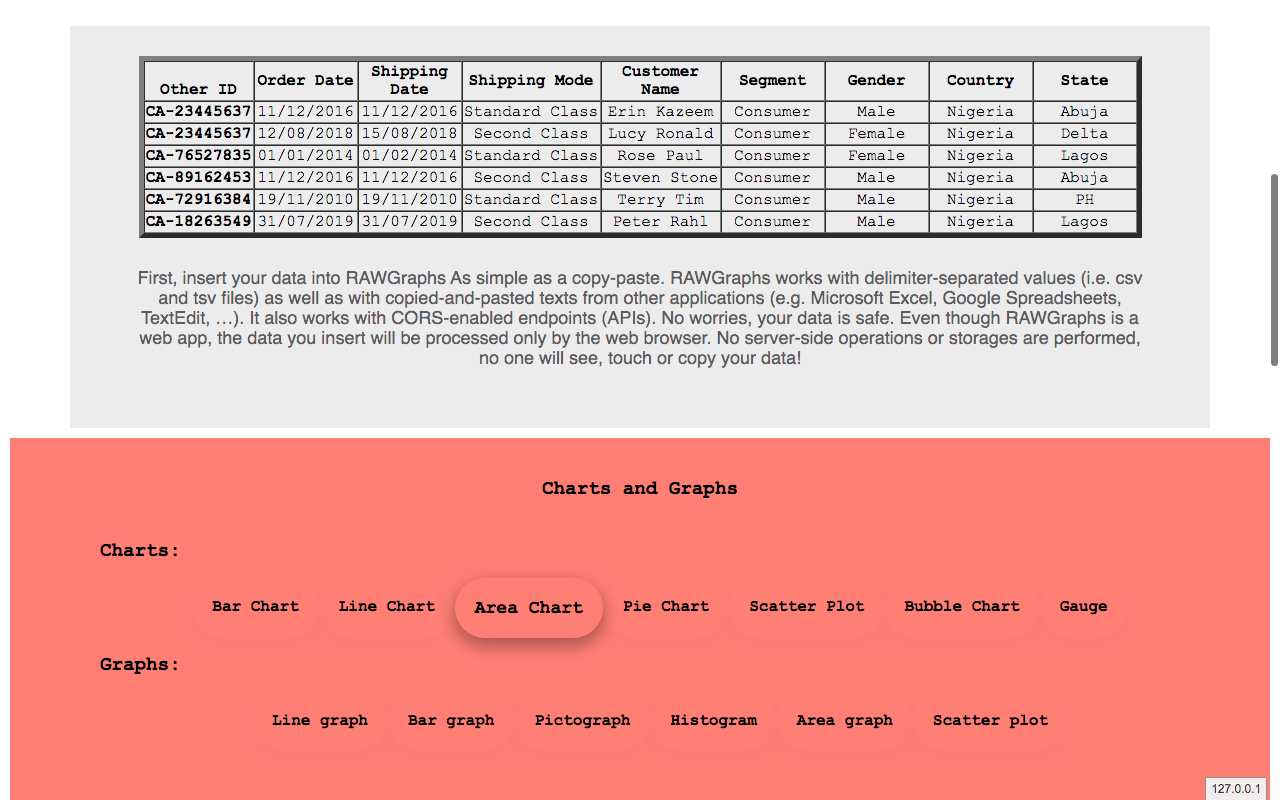 Other ID Order Date Shipping Date Shipping Mode Customer Name Segment Gender Country State
CA-23445637 11/12/2016 11/12/2016 Standard Class Erin Kazeem Consumer Male Nigeria Abuja
CA-23445637 12/08/2018 15/08/2018 Second Class Lucy Ronald Consumer Female Nigeria Delta
CA-76527835 01/01/2014 01/02/2014 Standard Class Rose Paul Consumer Female Nigeria Lagos
CA-89162453 11/12/2016 11/12/2016 Second Class Steven Stone Consumer Male Nigeria Abuja
CA-72916384 19/11/2010 19/11/2010 Standard Class Terry Tim Consumer Male Nigeria PH
CA-18263549 31/07/2019 31/07/2019 Second Class Peter Rahl Consumer Male Nigeria Lagos
First, insert your data into RAWGraphs As simple as a copy-paste. RAWGraphs works with delimiter-separated values (i.e. csv
and tsv files) as well as with copied-and-pasted texts from other applications (e.g. Microsoft Excel, Google Spreadsheets,
TextEdit, …). It also works with CORS-enabled endpoints (APIs). No worries, your data is safe. Even though RAWGraphs is a
web app, the data you insert will be processed only by the web browser. No server-side operations or storages are performed,
no one will see, touch or copy your data!
Charts and Graphs
Charts:
Bar Chart Line Chart Area Chart Pie Chart Scatter Plot Bubble Chart Gauge
Graphs:
Line graph Bar graph Pictograph Histogram Area graph Scatter plot
127.0.0.1